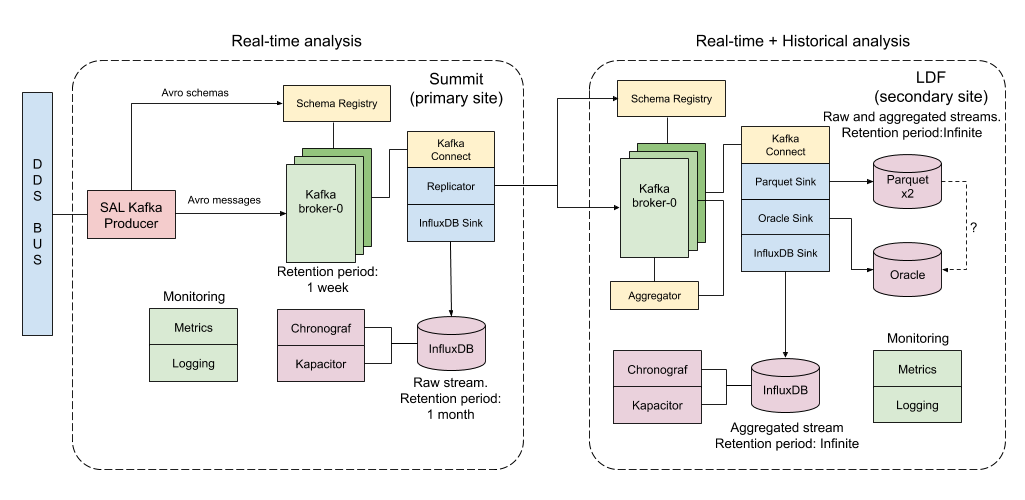 Real-time analysis
Real-time + Historical analysis
D
D
S
B
U
S
Summit
(primary site)
Avro schemas
Schema Registry
SAL Kafka
Producer
Avro messages
Kafka
broker-0
Retention period:
1 week
Kafka
Connect
Replicator
InfluxDB Sink
Monitoring
Metrics
Logging
Chronograf
Kapacitor
InfluxDB
Raw stream.
Retention period:
1 month
LDF
(secondary site)
Raw and aggregated streams.
Retention period:Infinite
Schema Registry
Kafka
broker-0
Aggregator
Kafka
Connect
Parquet Sink
Oracle Sink
InfluxDB Sink
Parquet
x2
?
Oracle
Chronograf
Kapacitor
InfluxDB
Aggregated stream
Retention period: Infinite
Monitoring
Metrics
Logging